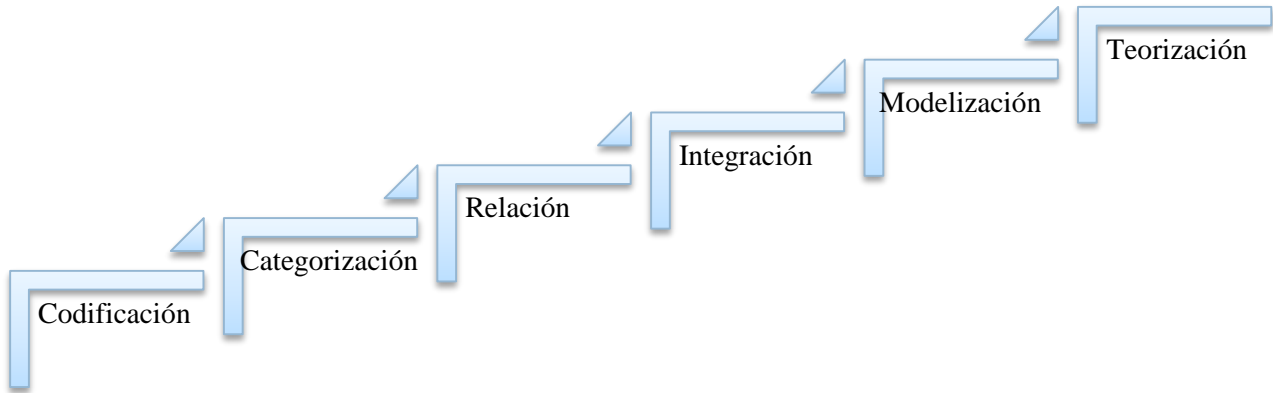 Codificación
Categorización
Relación
Integración
Modelización
Teorización